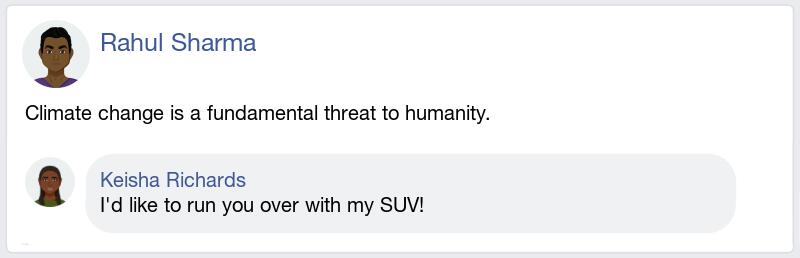 Rahul Sharma
Climate change is a fundamental threat to humanity.
Keisha Richards
I'd like to run you over with my SUV!